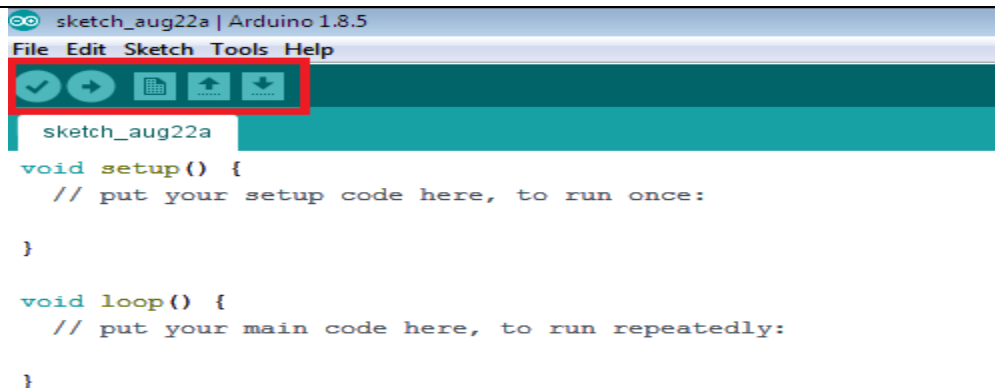 sketch_aug22a | Arduino 1.8.5
File Edit Sketch Tools Help
sketch_aug22a
void setup() {
  // put your setup code here, to run once:
}
void loop() {
  // put your main code here, to run repeatedly:
}